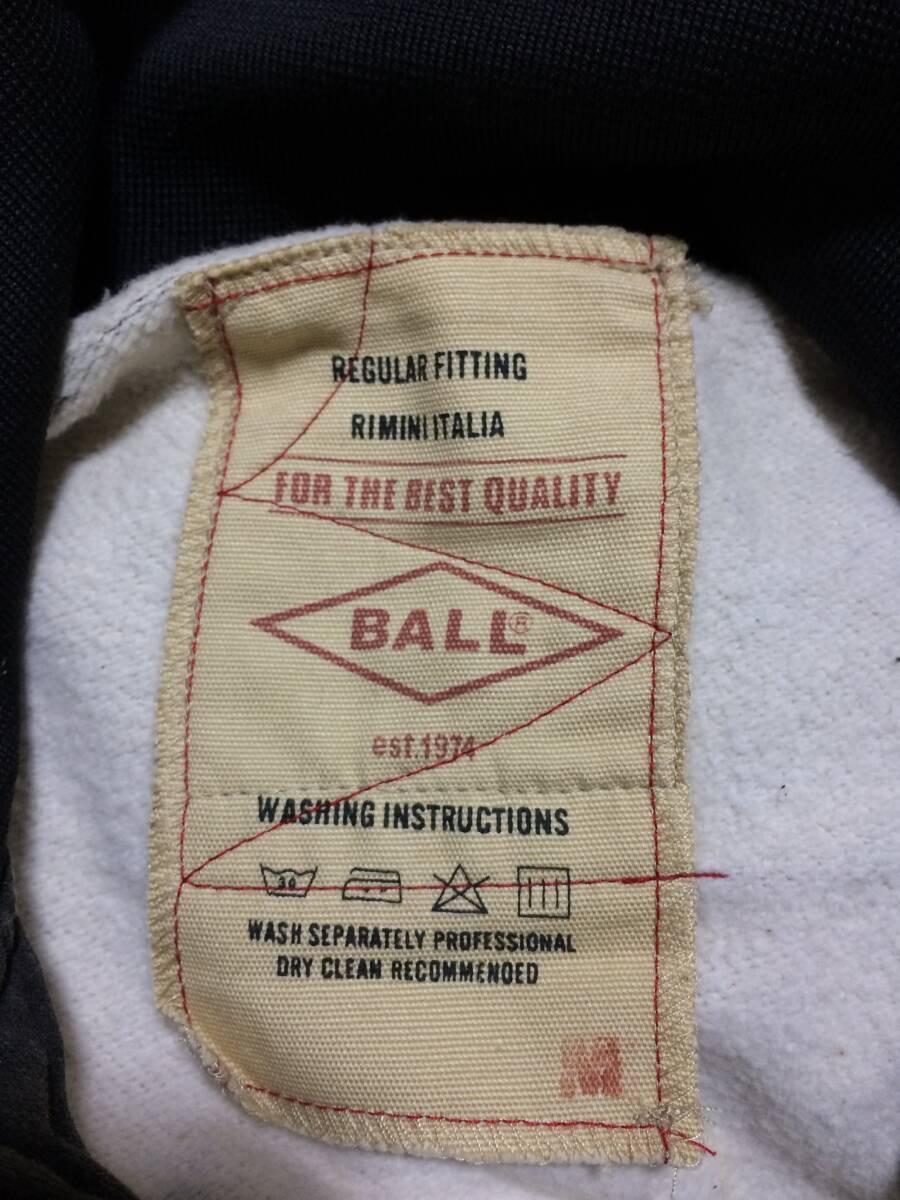 REGULAR FITTING
RIMINI ITALIA
FOR THE BEST QUALITY
BALL®
est.1974
WASHING INSTRUCTIONS
30
WASH SEPARATELY PROFESSIONAL
DRY CLEAN RECOMMENDED
M